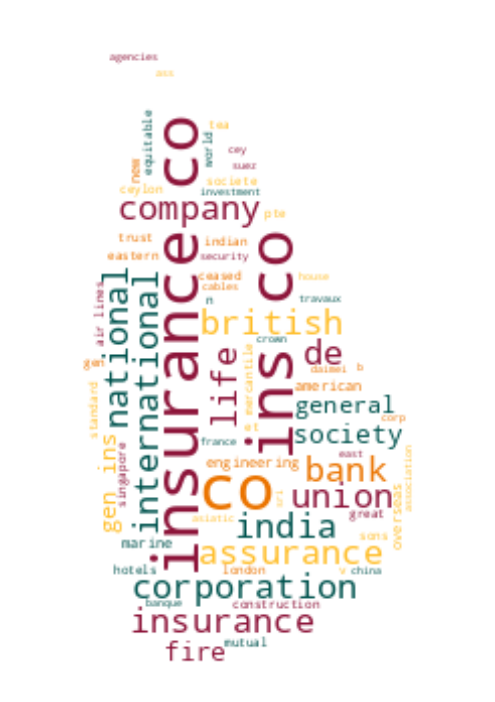 agencies
ass
equitable
insurance co
world
tea
cey
suez
new
ceylon
societe
investment
company
pte
trust
indian
ins co
eastern
security
ceased
cables
house
n
travaux
national
international
air lines
british
crown
life
mercantile
de
daimei
b
american
standard
general
corp
gen ins
singapore
et
society
france
east
engineering
bank
association
co
sri
union
overseas
asiatic
great
india
marine
assurance
sons
hotels
london
v
china
corporation
banque
construction
insurance
mutual
fire